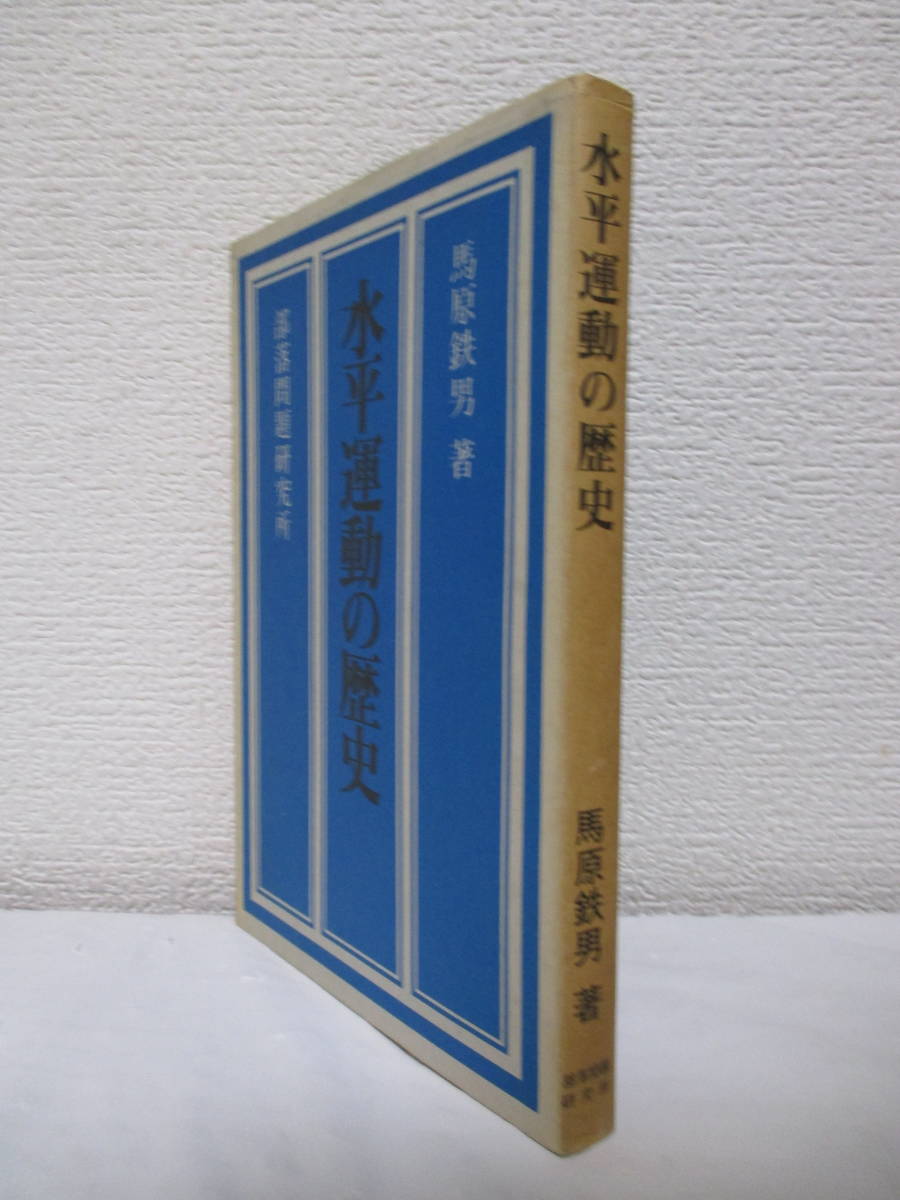 馬原鉄男 著
水平運動の歴史
部落問題研究所
水平運動の歴史
馬原鉄男 著
部落問題
研究所